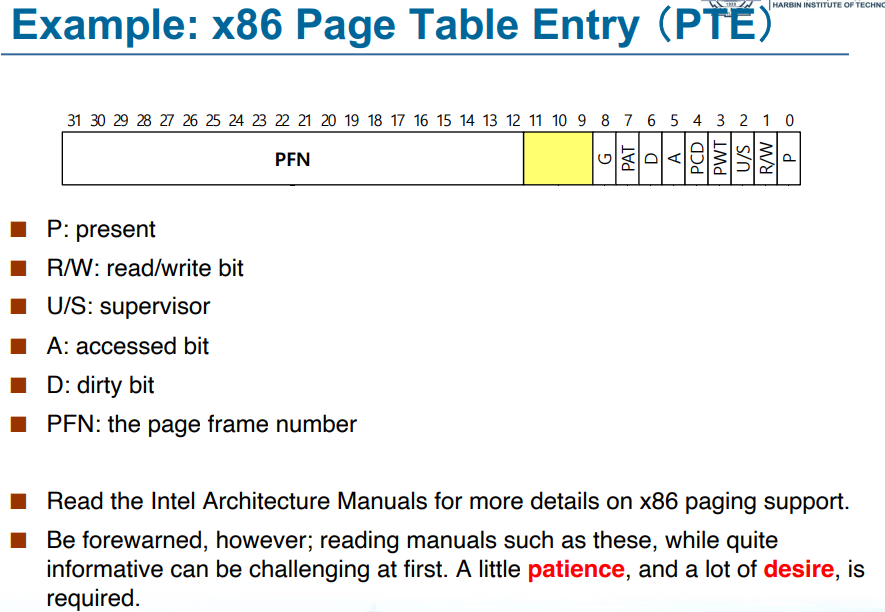 HARBIN INSTITUTE OF TECHNO
Example: x86 Page Table Entry（PTE）
31 30 29 28 27 26 25 24 23 22 21 20 19 18 17 16 15 14 13 12 11 10 9 8 7 6 5 4 3 2 1 0
PFN G PAT D A PCD PWT U/S R/W P
P: present
R/W: read/write bit
U/S: supervisor
A: accessed bit
D: dirty bit
PFN: the page frame number
Read the Intel Architecture Manuals for more details on x86 paging support.
Be forewarned, however; reading manuals such as these, while quite
informative can be challenging at first. A little patience, and a lot of desire, is
required.